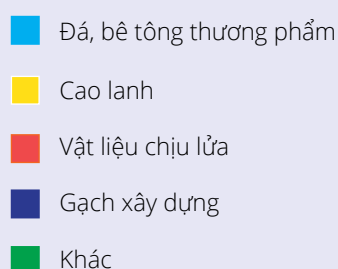 Đá, bê tông thương phẩm
Cao lanh
Vật liệu chịu lửa
Gạch xây dựng
Khác